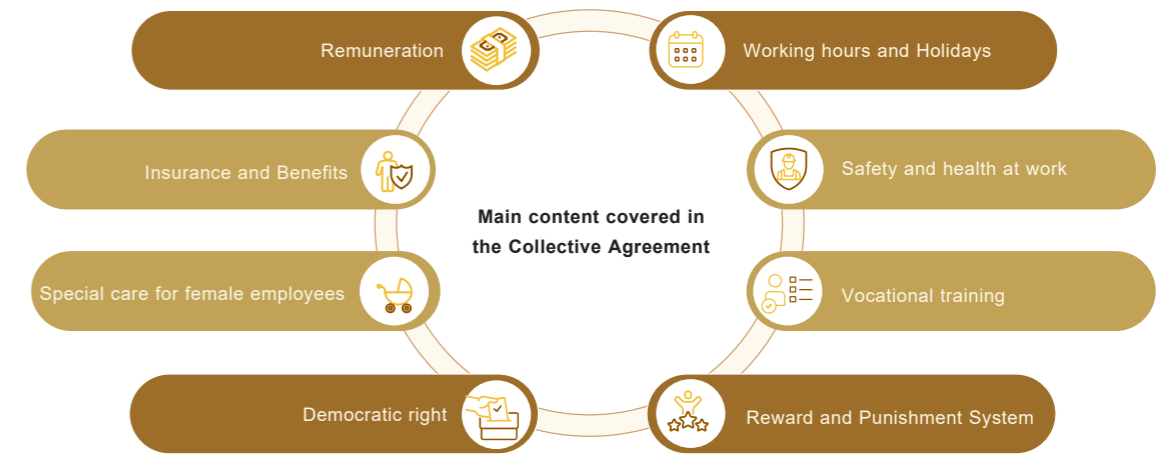 Remuneration
Working hours and Holidays
Insurance and Benefits
Safety and health at work
Main content covered in
the Collective Agreement
Special care for female employees
Vocational training
Democratic right
Reward and Punishment System